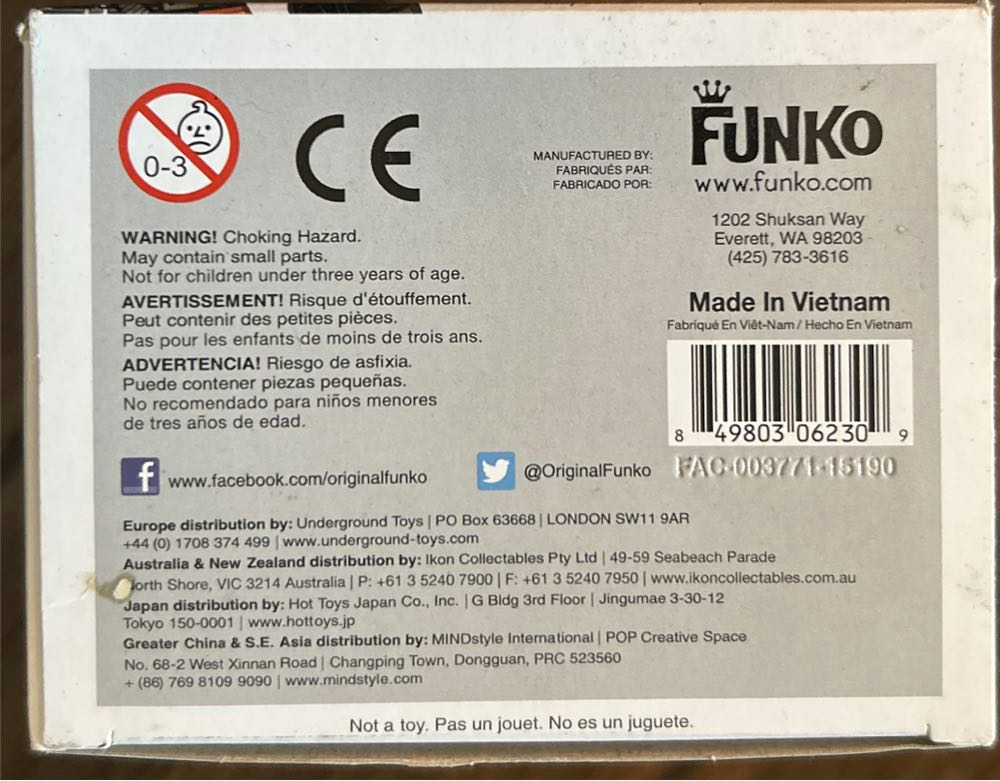 0-3
CE
MANUFACTURED BY:
FABRIQUÉS PAR:
FABRICADO POR:
FUNKO
www.funko.com
1202 Shuksan Way
Everett, WA 98203
(425) 783-3616
WARNING! Choking Hazard.
May contain small parts.
Not for children under three years of age.
AVERTISSEMENT! Risque d'étouffement.
Peut contenir des petites pièces.
Pas pour les enfants de moins de trois ans.
ADVERTENCIA! Riesgo de asfixia.
Puede contener piezas pequeñas.
No recomendado para niños menores
de tres años de edad.
Made In Vietnam
Fabriqué En Viêt-Nam / Hecho En Vietnam
8 49803 06230 9
FAC-003771-15190
f www.facebook.com/originalfunko
@OriginalFunko
Europe distribution by: Underground Toys | PO Box 63668 | LONDON SW11 9AR
+44 (0) 1708 374 499 | www.underground-toys.com
Australia & New Zealand distribution by: Ikon Collectables Pty Ltd | 49-59 Seabeach Parade
orth Shore, VIC 3214 Australia | P: +61 3 5240 7900 | F: +61 3 5240 7950 | www.ikoncollectables.com.au
Japan distribution by: Hot Toys Japan Co., Inc. | G Bldg 3rd Floor | Jingumae 3-30-12
Tokyo 150-0001 | www.hottoys.jp
Greater China & S.E. Asia distribution by: MINDstyle International | POP Creative Space
No. 68-2 West Xinnan Road | Changping Town, Dongguan, PRC 523560
+ (86) 769 8109 9090 | www.mindstyle.com
Not a toy. Pas un jouet. No es un juguete.